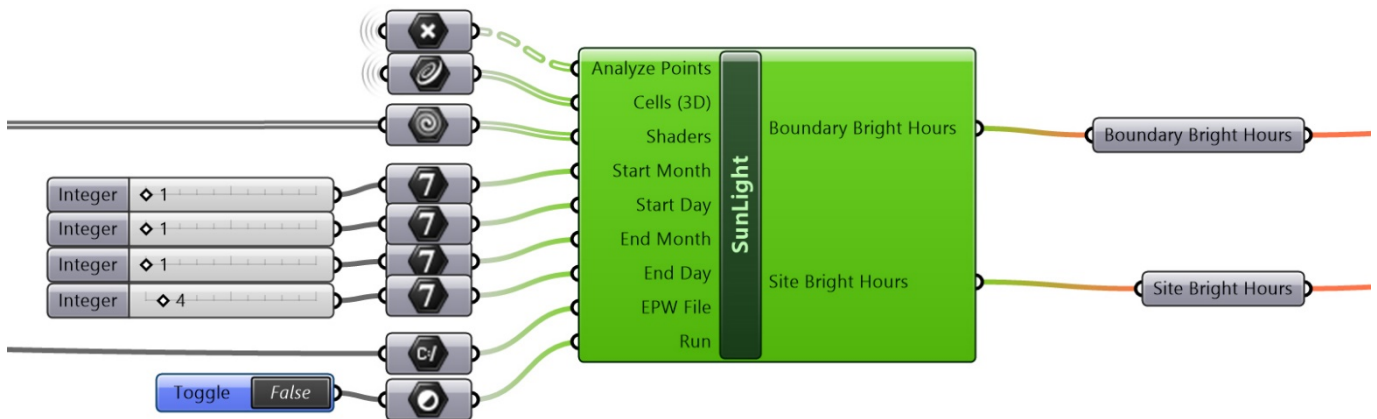 Analyze Points
Cells (3D)
Shaders
Start Month
Start Day
End Month
End Day
EPW File
Run
SunLight
Boundary Bright Hours
Site Bright Hours
Boundary Bright Hours
Site Bright Hours
Integer 1
Integer 1
Integer 1
Integer 4
7
7
7
7
C:/
Toggle False